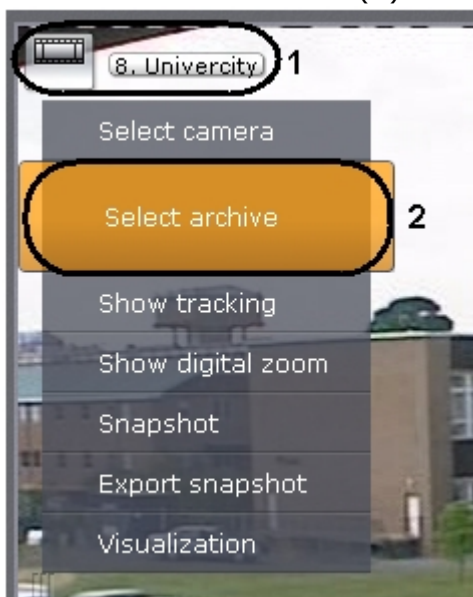 8. Univercity 1
Select camera
Select archive 2
Show tracking
Show digital zoom
Snapshot
Export snapshot
Visualization